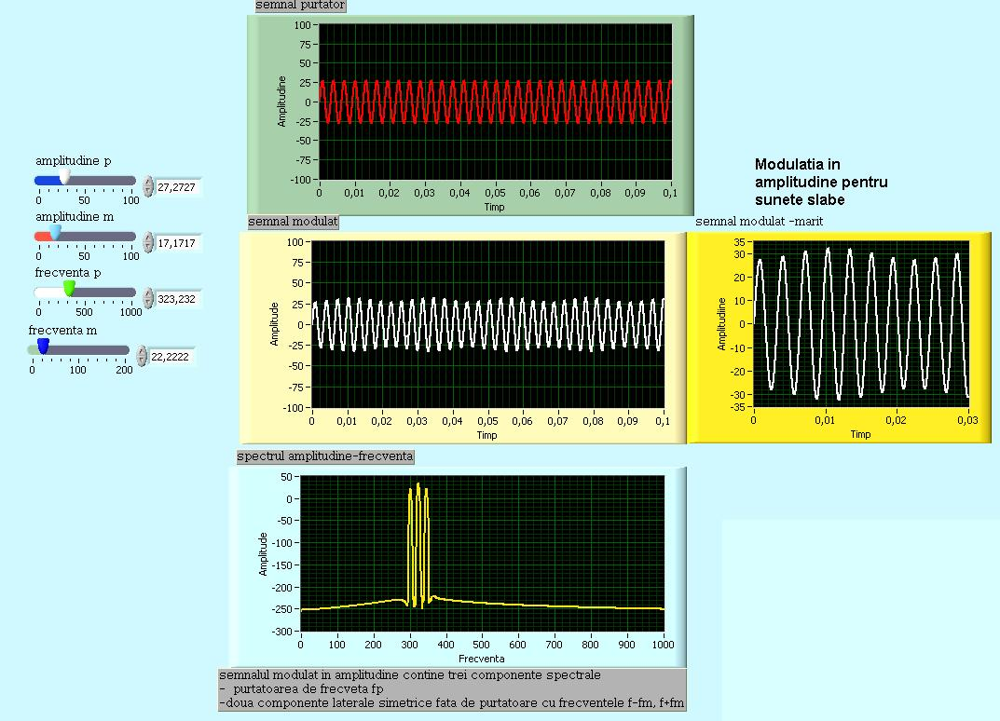 semnal purtator
100
75
50
25
0
-25
-50
-75
-100
Amplitudine
0 0,01 0,02 0,03 0,04 0,05 0,06 0,07 0,08 0,09 0,1
Timp
amplitudine p
0 50 100
27,2727
amplitudine m
0 50 100
17,1717
frecventa p
0 500 1000
323,232
frecventa m
0 100 200
22,2222
Modulatia in
amplitudine pentru
sunete slabe
semnal modulat
100
75
50
25
0
-25
-50
-75
-100
Amplitude
0 0,01 0,02 0,03 0,04 0,05 0,06 0,07 0,08 0,09 0,1
Timp
semnal modulat -marit
35
30
20
10
0
-10
-20
-30
-35
Amplitudiine
0 0,01 0,02 0,03
Timp
spectrul amplitudine-frecventa
50
0
-50
-100
-150
-200
-250
-300
Amplitude
0 100 200 300 400 500 600 700 800 900 1000
Frecventa
semnalul modulat in amplitudine contine trei componente spectrale
- purtatoarea de frecveta fp
-doua componente laterale simetrice fata de purtatoare cu frecventele f-fm, f+fm